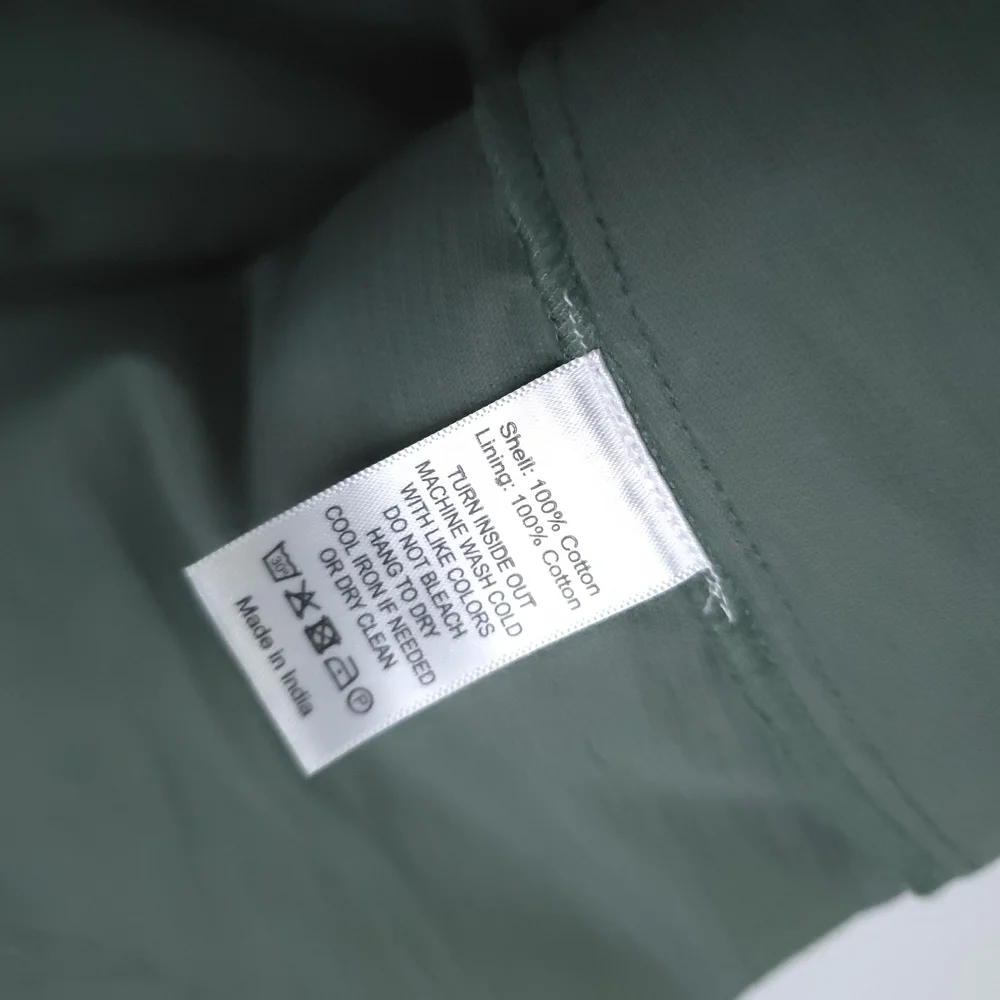 Shell: 100% Cotton
Lining: 100% Cotton
TURN INSIDE OUT
MACHINE WASH COLD
WITH LIKE COLORS
DO NOT BLEACH
HANG TO DRY
COOL IRON IF NEEDED
OR DRY CLEAN
30° P
Made in India